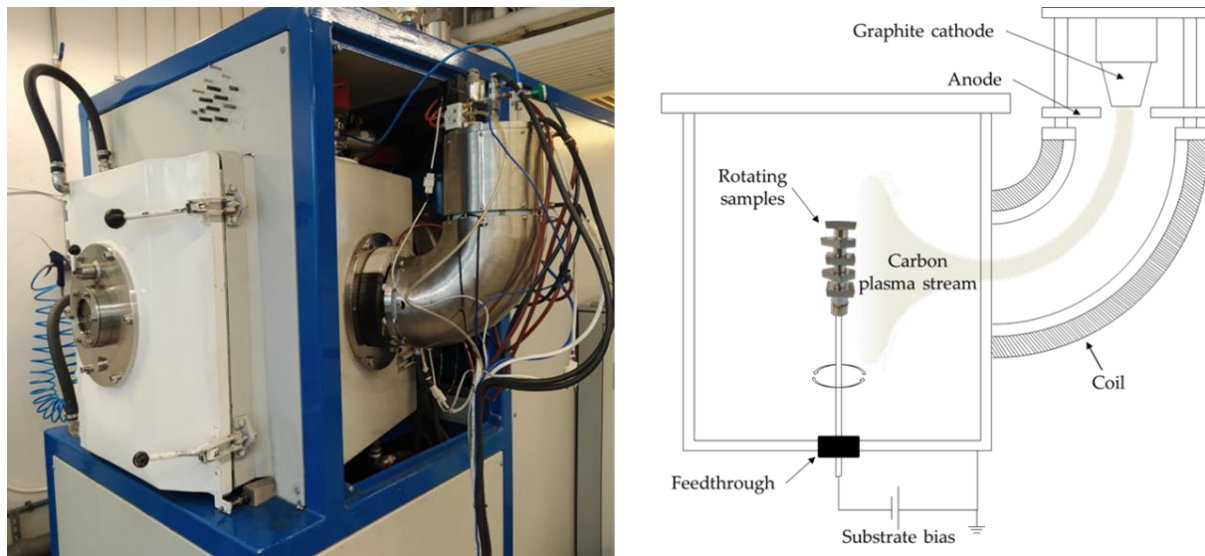 Graphite cathode
Anode
Rotating
samples
Carbon
plasma stream
Coil
Feedthrough
Substrate bias